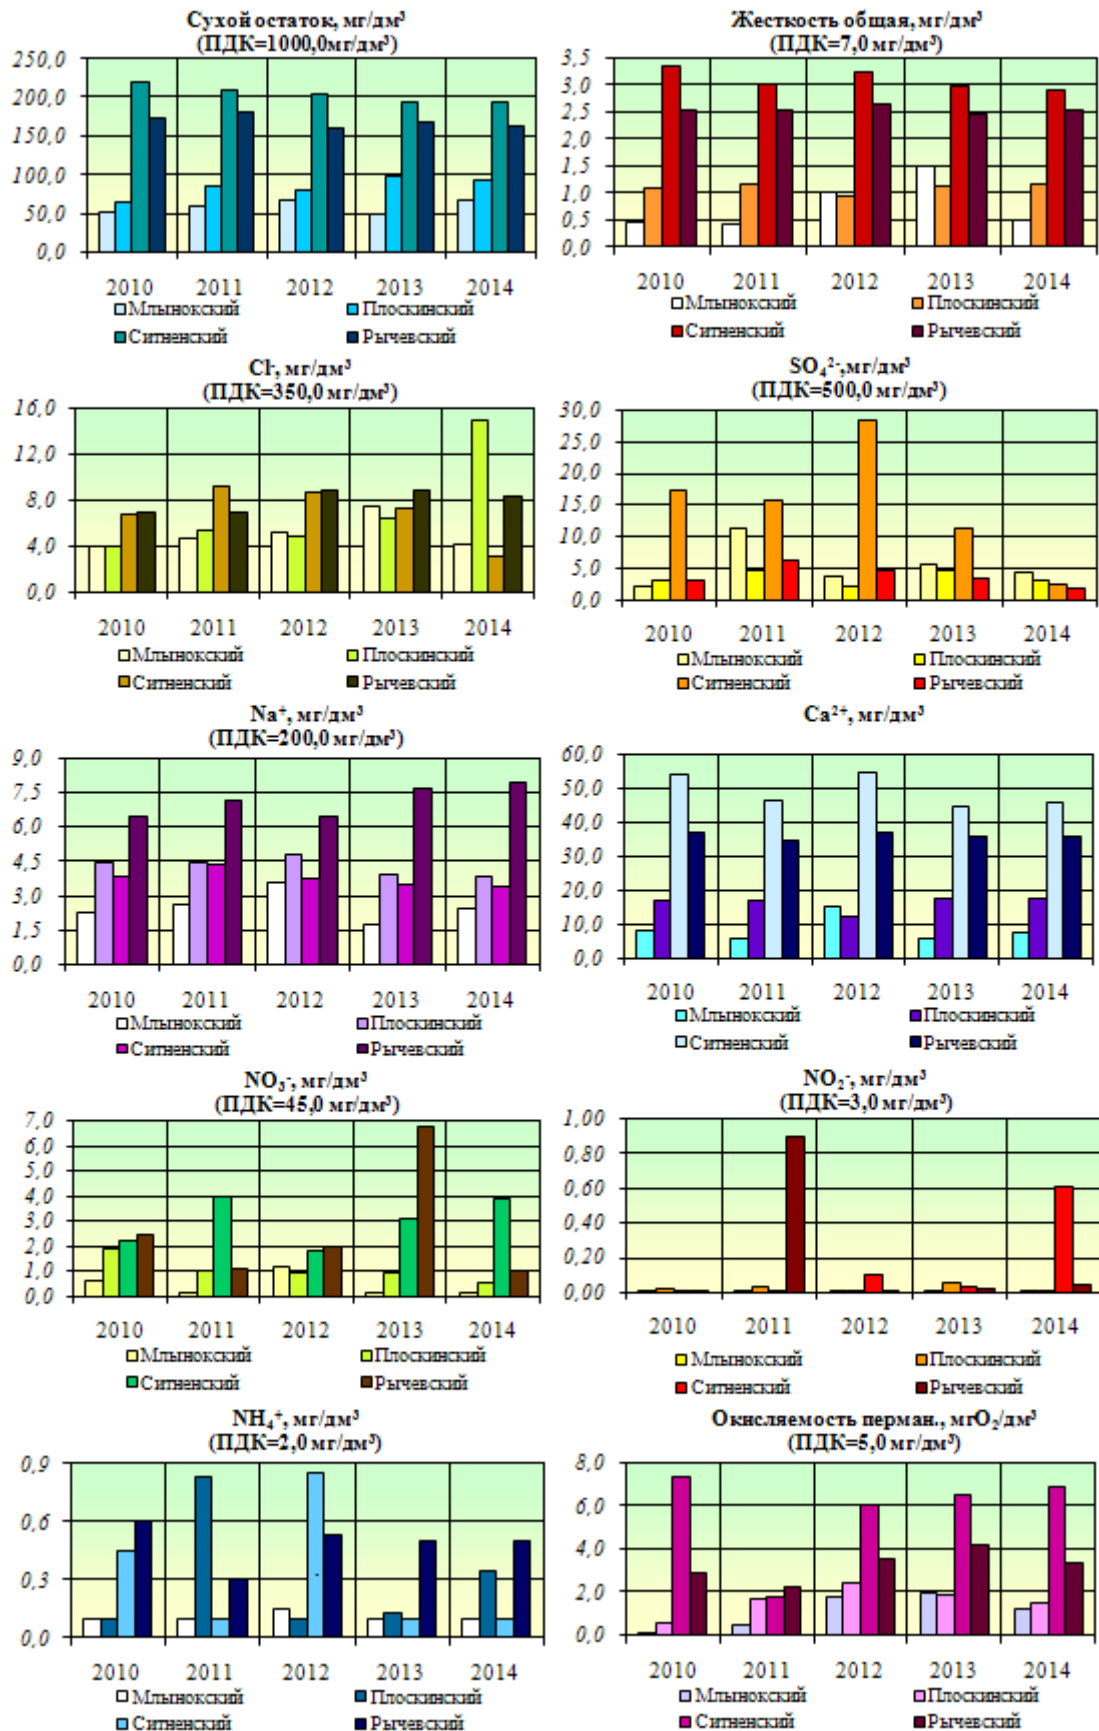 Сухой остаток, мг/дм³
(ПДК=1000,0мг/дм³)
250,0
200,0
150,0
100,0
50,0
0,0
2010 2011 2012 2013 2014
Млынокский Плоскинский
Ситненский Рычевский
Жесткость общая, мг/дм³
(ПДК=7,0 мг/дм³)
3,5
3,0
2,5
2,0
1,5
1,0
0,5
0,0
2010 2011 2012 2013 2014
Млынокский Плоскинский
Ситненский Рычевский
Cl⁻, мг/дм³
(ПДК=350,0 мг/дм³)
16,0
12,0
8,0
4,0
0,0
2010 2011 2012 2013 2014
Млынокский Плоскинский
Ситненский Рычевский
SO₄²⁻,мг/дм³
(ПДК=500,0 мг/дм³)
30,0
25,0
20,0
15,0
10,0
5,0
0,0
2010 2011 2012 2013 2014
Млынокский Плоскинский
Ситненский Рычевский
Na⁺, мг/дм³
(ПДК=200,0 мг/дм³)
9,0
7,5
6,0
4,5
3,0
1,5
0,0
2010 2011 2012 2013 2014
Млынокский Плоскинский
Ситненский Рычевский
Ca²⁺, мг/дм³
60,0
50,0
40,0
30,0
20,0
10,0
0,0
2010 2011 2012 2013 2014
Млынокский Плоскинский
Ситненский Рычевский
NO₃⁻, мг/дм³
(ПДК=45,0 мг/дм³)
7,0
6,0
5,0
4,0
3,0
2,0
1,0
0,0
2010 2011 2012 2013 2014
Млынокский Плоскинский
Ситненский Рычевский
NO₂⁻, мг/дм³
(ПДК=3,0 мг/дм³)
1,00
0,80
0,60
0,40
0,20
0,00
2010 2011 2012 2013 2014
Млынокский Плоскинский
Ситненский Рычевский
NH₄⁺, мг/дм³
(ПДК=2,0 мг/дм³)
0,9
0,6
0,3
0,0
2010 2011 2012 2013 2014
Млынокский Плоскинский
Ситненский Рычевский
Окисляемость перман., мгО₂/дм³
(ПДК=5,0 мг/дм³)
8,0
6,0
4,0
2,0
0,0
2010 2011 2012 2013 2014
Млынокский Плоскинский
Ситненский Рычевский